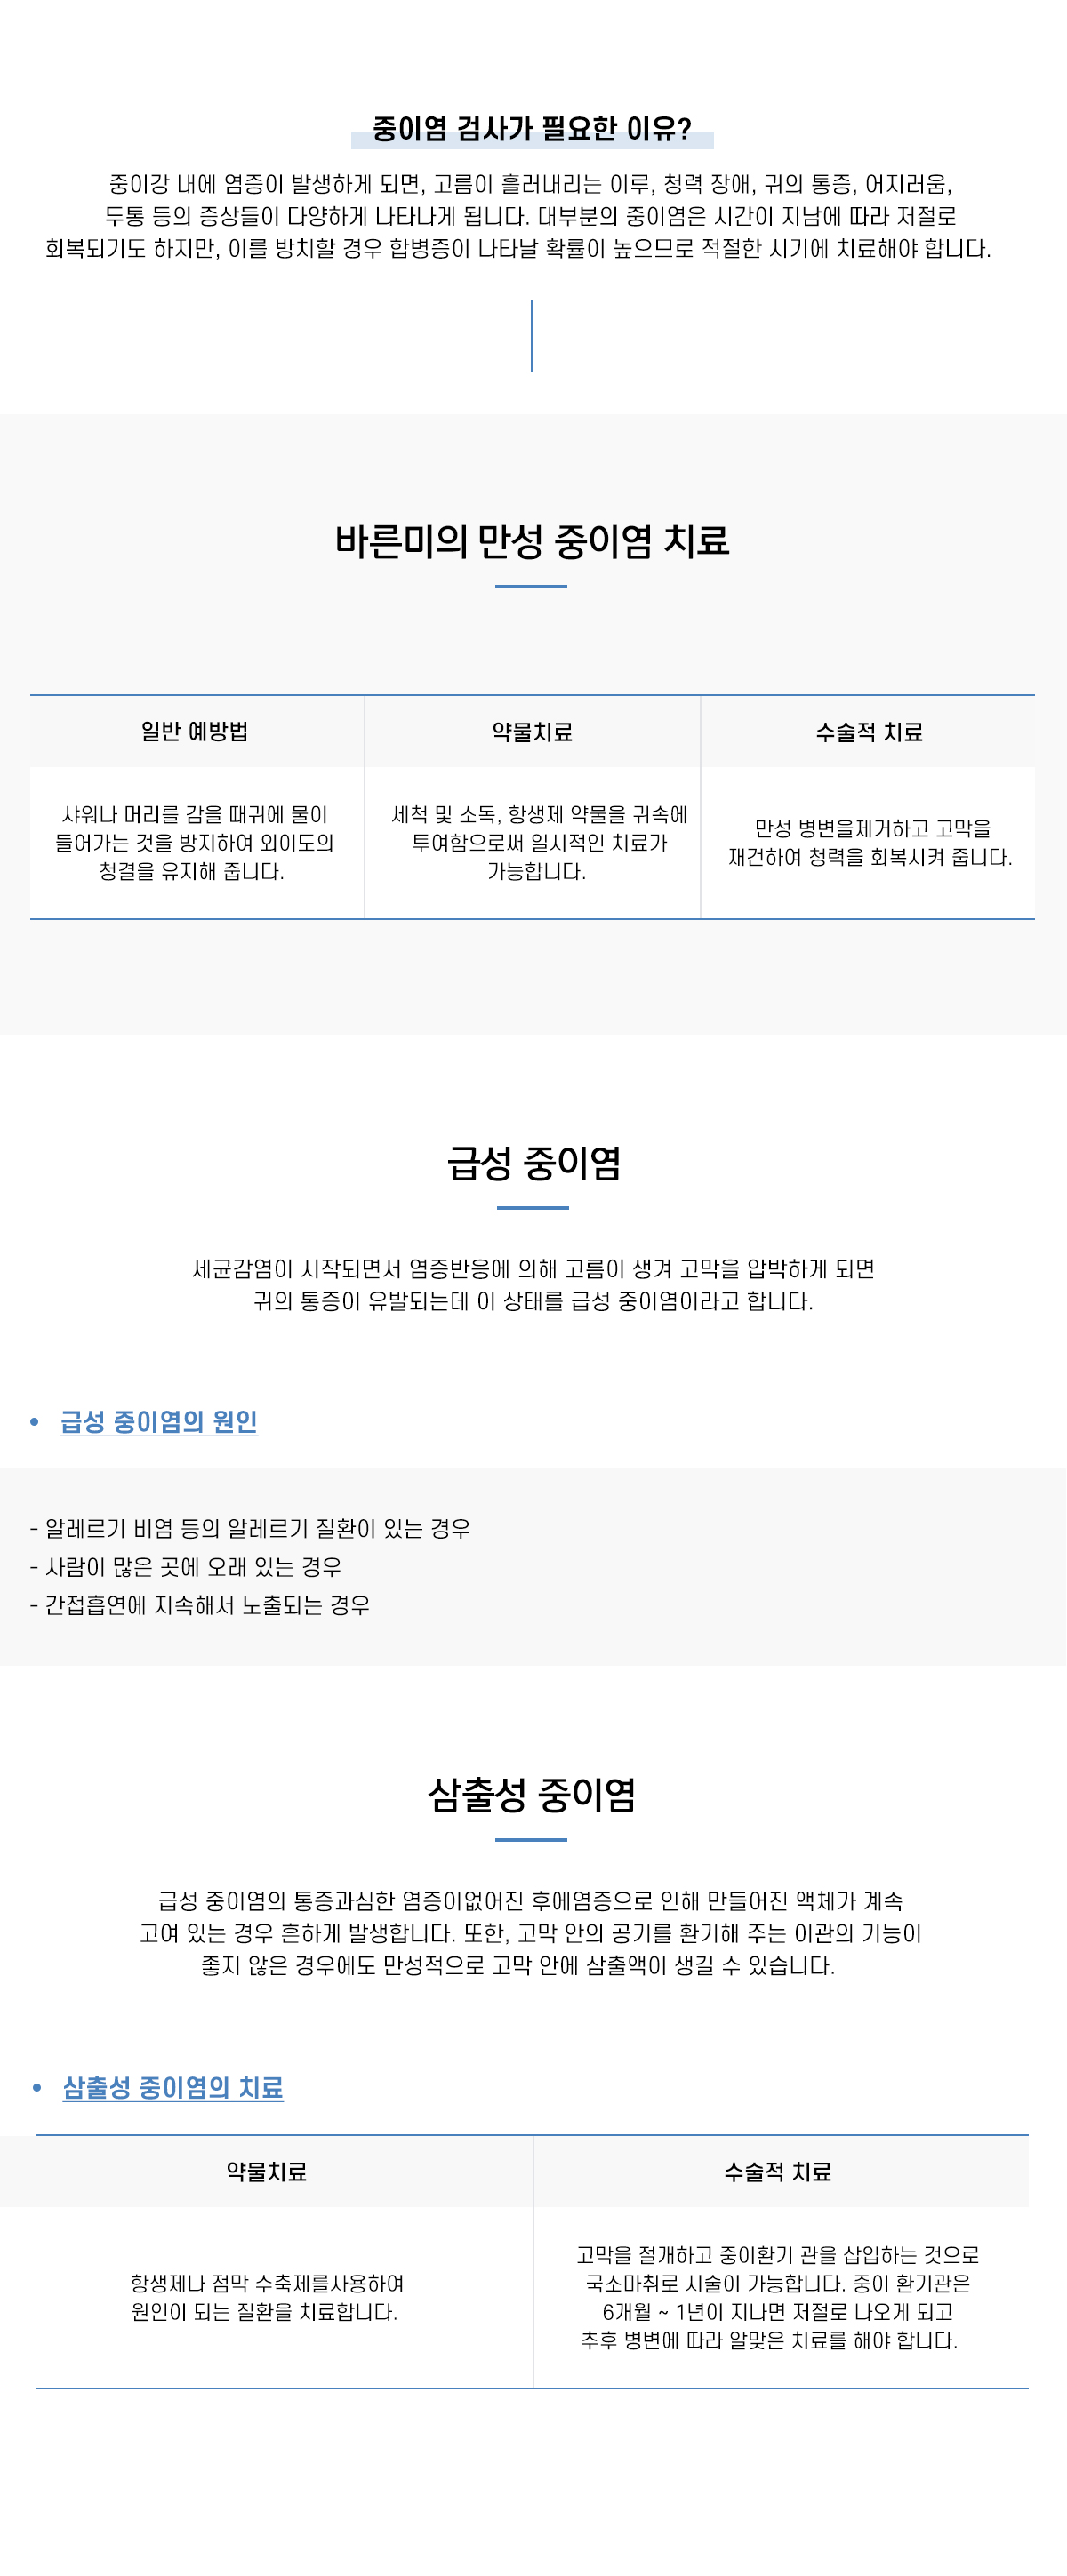 중이염 검사가 필요한 이유?
중이강 내에 염증이 발생하게 되면, 고름이 흘러내리는 이루, 청력 장애, 귀의 통증, 어지러움,
두통 등의 증상들이 다양하게 나타나게 됩니다. 대부분의 중이염은 시간이 지남에 따라 저절로
회복되기도 하지만, 이를 방치할 경우 합병증이 나타날 확률이 높으므로 적절한 시기에 치료해야 합니다.
바른미의 만성 중이염 치료
일반 예방법
약물치료
수술적 치료
샤워나 머리를 감을 때귀에 물이
들어가는 것을 방지하여 외이도의
청결을 유지해 줍니다.
세척 및 소독, 항생제 약물을 귀속에
투여함으로써 일시적인 치료가
가능합니다.
만성 병변을제거하고 고막을
재건하여 청력을 회복시켜 줍니다.
급성 중이염
세균감염이 시작되면서 염증반응에 의해 고름이 생겨 고막을 압박하게 되면
귀의 통증이 유발되는데 이 상태를 급성 중이염이라고 합니다.
• 급성 중이염의 원인
- 알레르기 비염 등의 알레르기 질환이 있는 경우
- 사람이 많은 곳에 오래 있는 경우
- 간접흡연에 지속해서 노출되는 경우
삼출성 중이염
급성 중이염의 통증과심한 염증이없어진 후에염증으로 인해 만들어진 액체가 계속
고여 있는 경우 흔하게 발생합니다. 또한, 고막 안의 공기를 환기해 주는 이관의 기능이
좋지 않은 경우에도 만성적으로 고막 안에 삼출액이 생길 수 있습니다.
• 삼출성 중이염의 치료
약물치료
수술적 치료
항생제나 점막 수축제를사용하여
원인이 되는 질환을 치료합니다.
고막을 절개하고 중이환기 관을 삽입하는 것으로
국소마취로 시술이 가능합니다. 중이 환기관은
6개월 ~ 1년이 지나면 저절로 나오게 되고
추후 병변에 따라 알맞은 치료를 해야 합니다.